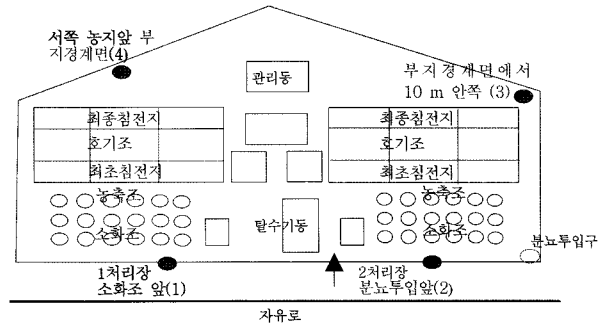 서쪽 농지앞 부
지경계면(4)
관리동
부지경계면에서
10 m 안쪽 (3)
최종침전지
호기조
최초침전지
최종침전지
호기조
최초침전지
농축조
소화조
탈수기동
농축조
소화조
분뇨투입구
1처리장
소화조 앞(1)
2처리장
분뇨투입앞(2)
자유로